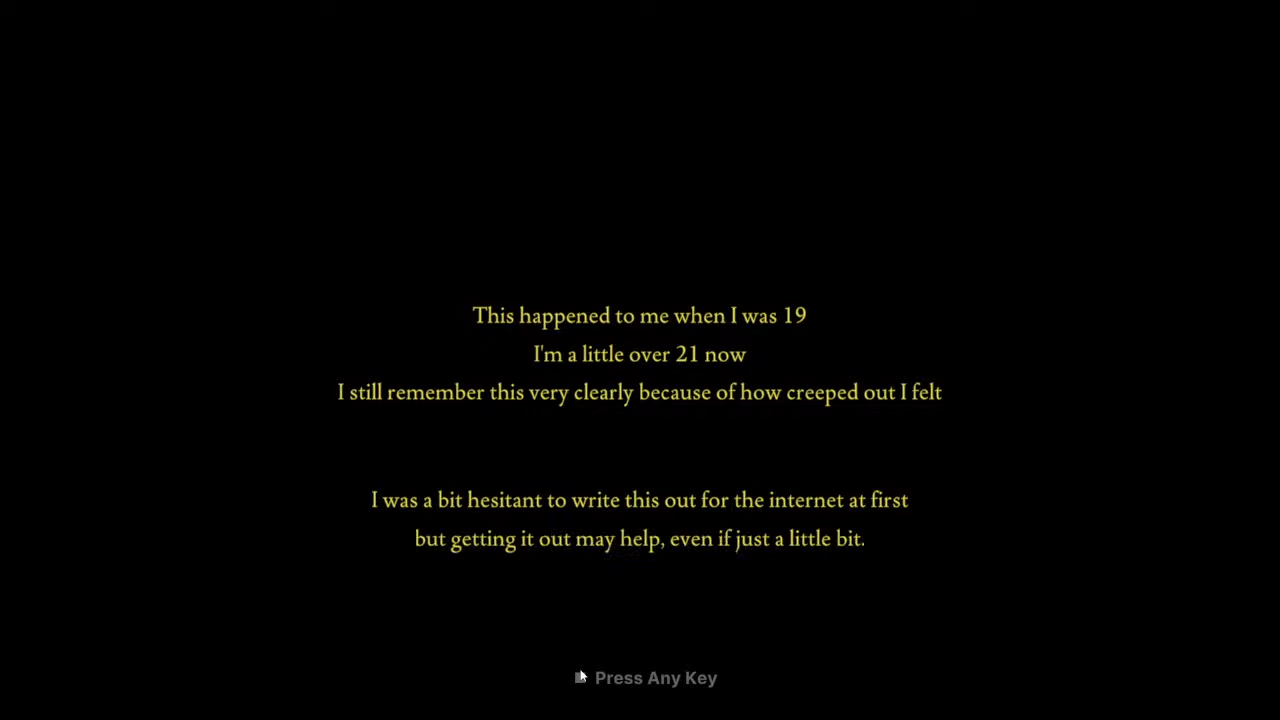 This happened to me when I was 19
I'm a little over 21 now
I still remember this very clearly because of how creeped out I felt
I was a bit hesitant to write this out for the internet at first
but getting it out may help, even if just a little bit.
Press Any Key